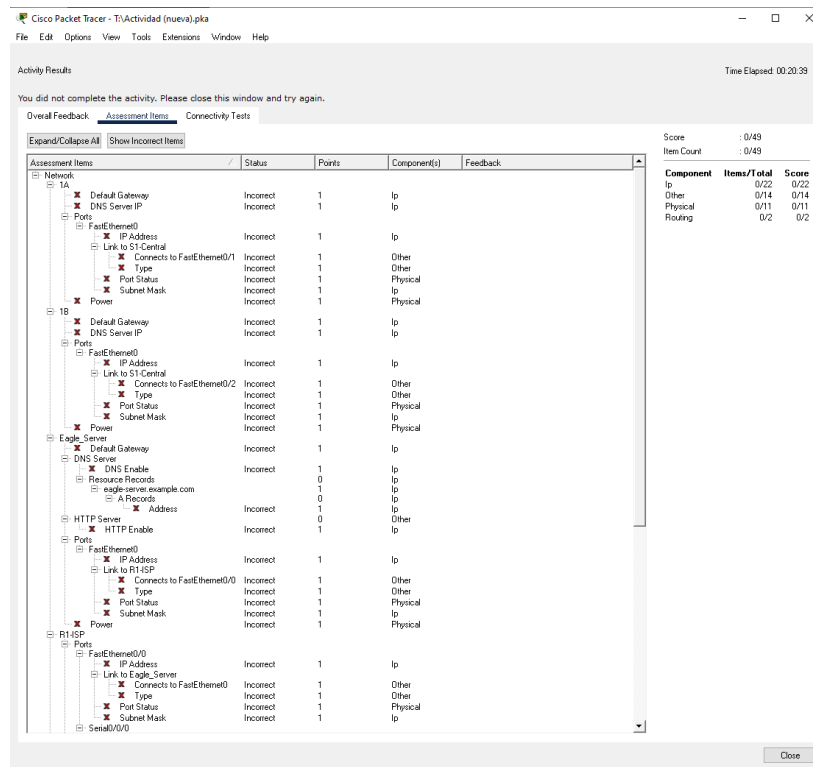 Cisco Packet Tracer - T:\Actividad (nueva).pka
File Edit Options View Tools Extensions Window Help
Activity Results
Time Elapsed: 00:20:39
You did not complete the activity. Please close this window and try again.
Overall Feedback Assessment Items Connectivity Tests
Expand/Collapse All Show Incorrect Items
Assessment Items Status Points Component(s) Feedback
Network
1A
Default Gateway Incorrect 1 Ip
DNS Server IP Incorrect 1 Ip
Ports
FastEthernet0
IP Address Incorrect 1 Ip
Link to S1-Central
Connects to FastEthernet0/1 Incorrect 1 Other
Type Incorrect 1 Other
Port Status Incorrect 1 Physical
Subnet Mask Incorrect 1 Ip
Power Incorrect 1 Physical
1B
Default Gateway Incorrect 1 Ip
DNS Server IP Incorrect 1 Ip
Ports
FastEthernet0
IP Address Incorrect 1 Ip
Link to S1-Central
Connects to FastEthernet0/2 Incorrect 1 Other
Type Incorrect 1 Other
Port Status Incorrect 1 Physical
Subnet Mask Incorrect 1 Ip
Power Incorrect 1 Physical
Eagle_Server
Default Gateway Incorrect 1 Ip
DNS Server
DNS Enable Incorrect 1 Ip
Resource Records 0 Ip
eagle-server.example.com 1 Ip
A Records 0 Ip
Address Incorrect 1 Ip
HTTP Server 0 Other
HTTP Enable Incorrect 1 Ip
Ports
FastEthernet0
IP Address Incorrect 1 Ip
Link to R1-ISP
Connects to FastEthernet0/0 Incorrect 1 Other
Type Incorrect 1 Other
Port Status Incorrect 1 Physical
Subnet Mask Incorrect 1 Ip
Power Incorrect 1 Physical
R1-ISP
Ports
FastEthernet0/0
IP Address Incorrect 1 Ip
Link to Eagle_Server
Connects to FastEthernet0 Incorrect 1 Other
Type Incorrect 1 Other
Port Status Incorrect 1 Physical
Subnet Mask Incorrect 1 Ip
Serial0/0/0
Score : 0/49
Item Count : 0/49
Component Items/Total Score
Ip 0/22 0/22
Other 0/14 0/14
Physical 0/11 0/11
Routing 0/2 0/2
Close